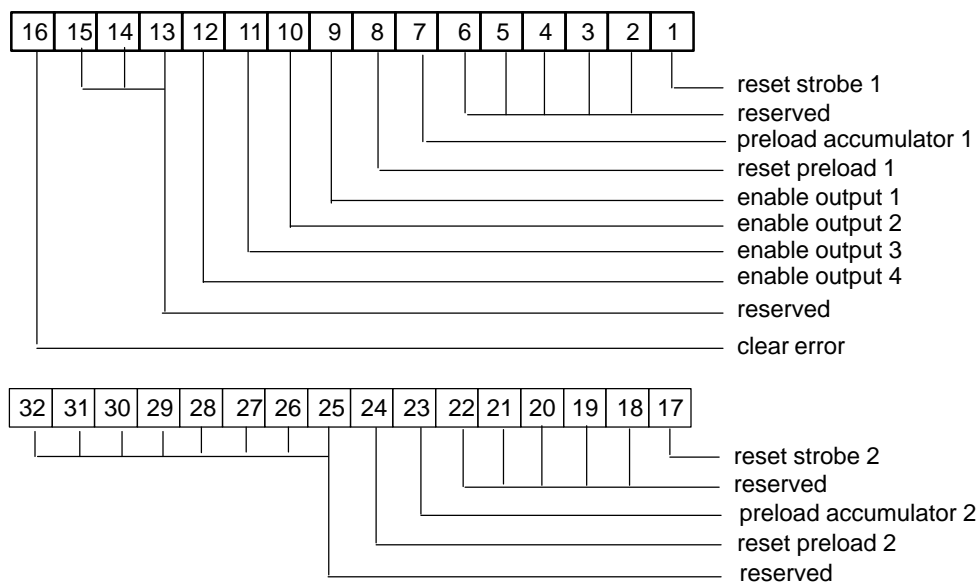 16 15 14 13 12 11 10 9 8 7 6 5 4 3 2 1
reset strobe 1
reserved
preload accumulator 1
reset preload 1
enable output 1
enable output 2
enable output 3
enable output 4
reserved
clear error
32 31 30 29 28 27 26 25 24 23 22 21 20 19 18 17
reset strobe 2
reserved
preload accumulator 2
reset preload 2
reserved